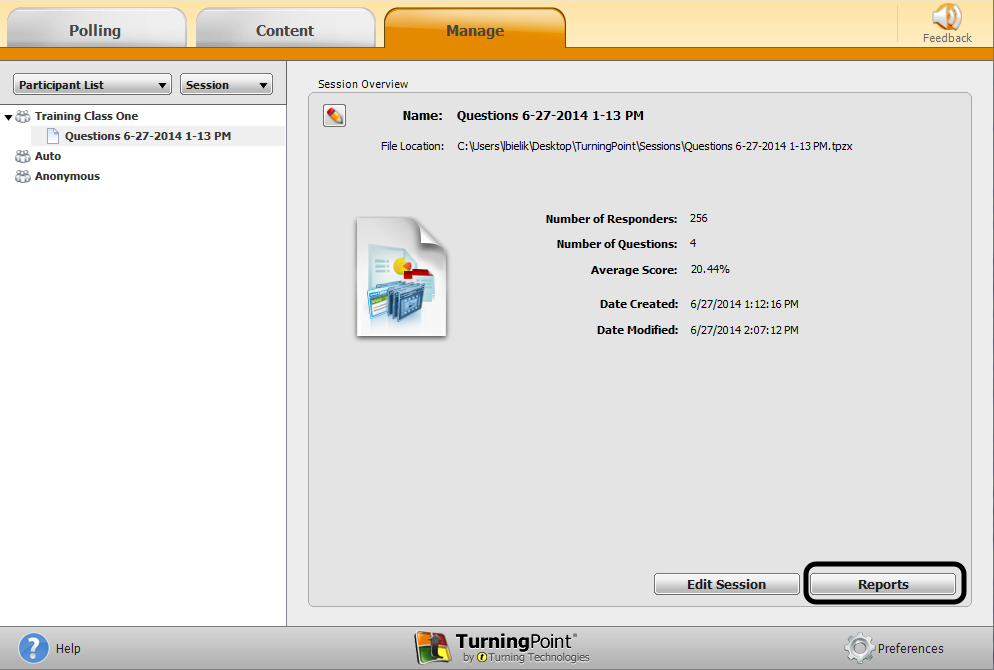 Polling
Content
Manage
Feedback
Participant List
Session
Training Class One
Questions 6-27-2014 1-13 PM
Auto
Anonymous
Session Overview
Name: Questions 6-27-2014 1-13 PM
File Location: C:\Users\lbielik\Desktop\TurningPoint\Sessions\Questions 6-27-2014 1-13 PM.tpzx
Number of Responders: 256
Number of Questions: 4
Average Score: 20.44%
Date Created: 6/27/2014 1:12:16 PM
Date Modified: 6/27/2014 2:07:12 PM
Edit Session
Reports
? Help
TurningPoint®
by Turning Technologies
Preferences